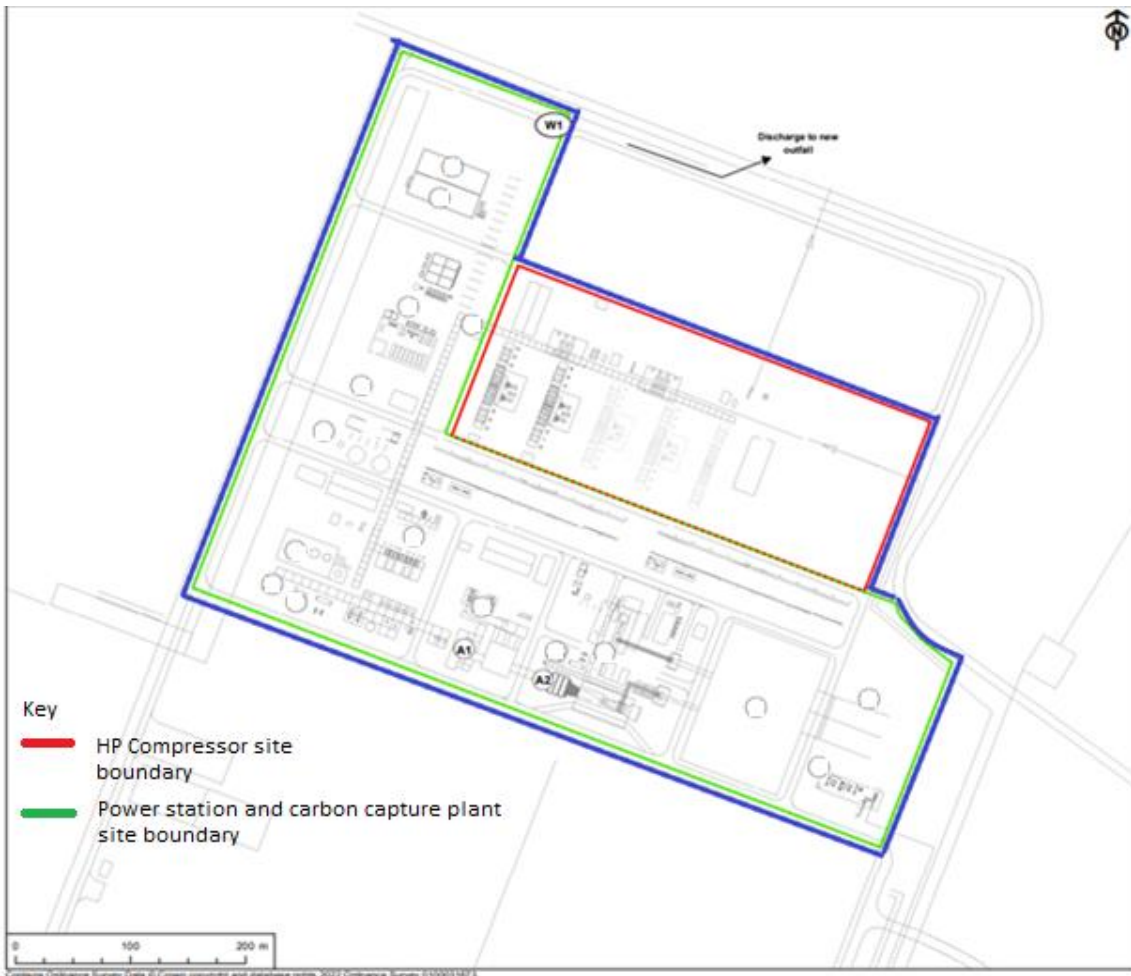 N
W1
Discharge to new
outfall
A1
A2
Key
HP Compressor site
boundary
Power station and carbon capture plant
site boundary
0 100 200 m